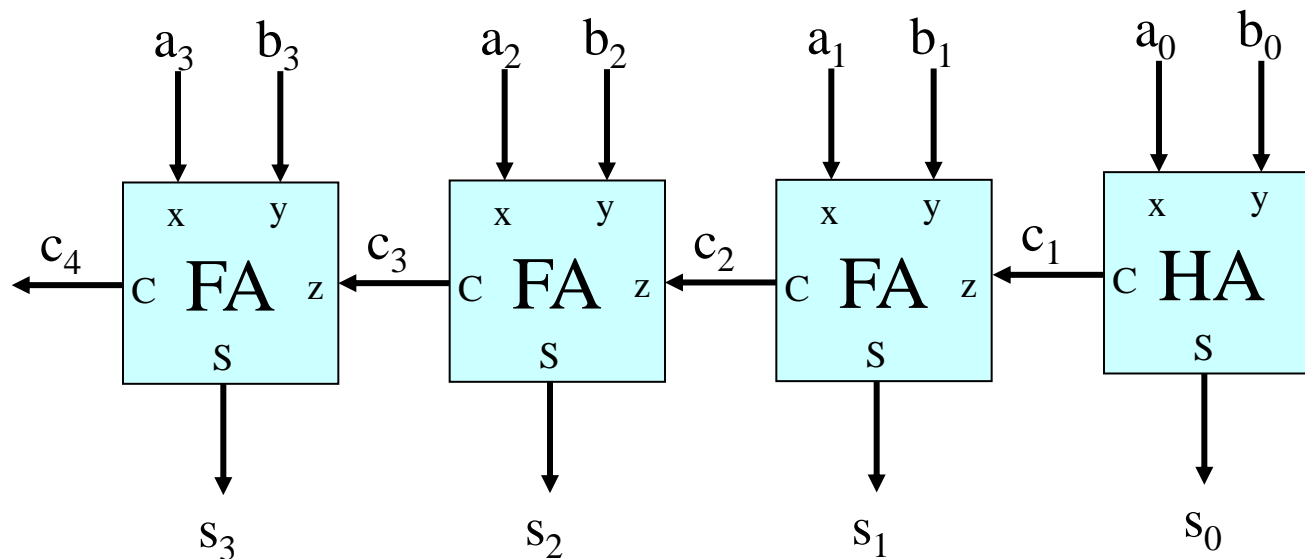 a3 b3 a2 b2 a1 b1 a0 b0
x y x y x y x y
c4 C FA z c3 C FA z c2 C FA z c1 C HA
S S S S
s3 s2 s1 s0